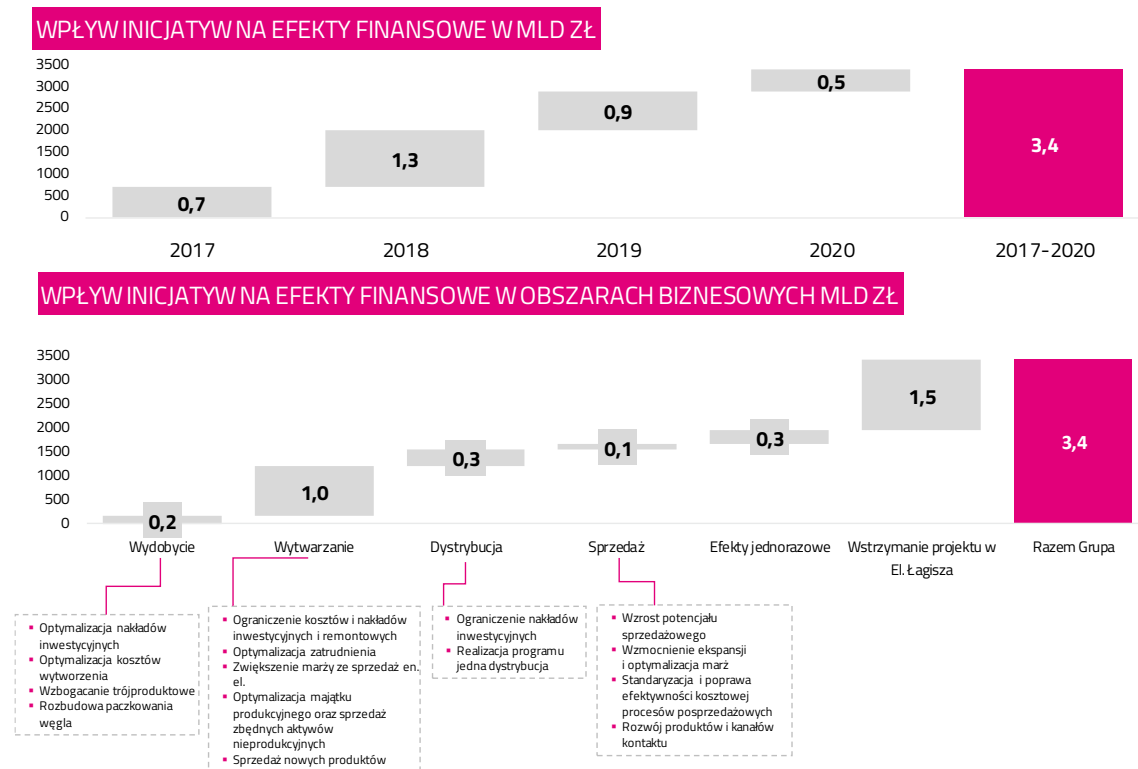 WPŁYW INICJATYW NA EFEKTY FINANSOWE W MLD ZŁ
3500
3000
2500
2000
1500
1000
500
0
0,7
1,3
0,9
0,5
3,4
2017
2018
2019
2020
2017-2020
WPŁYW INICJATYW NA EFEKTY FINANSOWE W OBSZARACH BIZNESOWYCH MLD ZŁ
3500
3000
2500
2000
1500
1000
500
0
0,2
1,0
0,3
0,1
0,3
1,5
3,4
Wydobycie
Wytwarzanie
Dystrybucja
Sprzedaż
Efekty jednorazowe
Wstrzymanie projektu w
El. Łagisza
Razem Grupa
▪ Optymalizacja nakładów
inwestycyjnych
▪ Optymalizacja kosztów
wytworzenia
▪ Wzbogacanie trójproduktowe
▪ Rozbudowa paczkowania
węgla
▪ Ograniczenie kosztów i nakładów
inwestycyjnych i remontowych
▪ Optymalizacja zatrudnienia
▪ Zwiększenie marży ze sprzedaż en.
el.
▪ Optymalizacja majątku
produkcyjnego oraz sprzedaż
zbędnych aktywów
nieprodukcyjnych
▪ Sprzedaż nowych produktów
▪ Ograniczenie nakładów
inwestycyjnych
▪ Realizacja programu
jedna dystrybucja
▪ Wzrost potencjału
sprzedażowego
▪ Wzmocnienie ekspansji
i optymalizacja marż
▪ Standaryzacja i poprawa
efektywności kosztowej
procesów posprzedażowych
▪ Rozwój produktów i kanałów
kontaktu